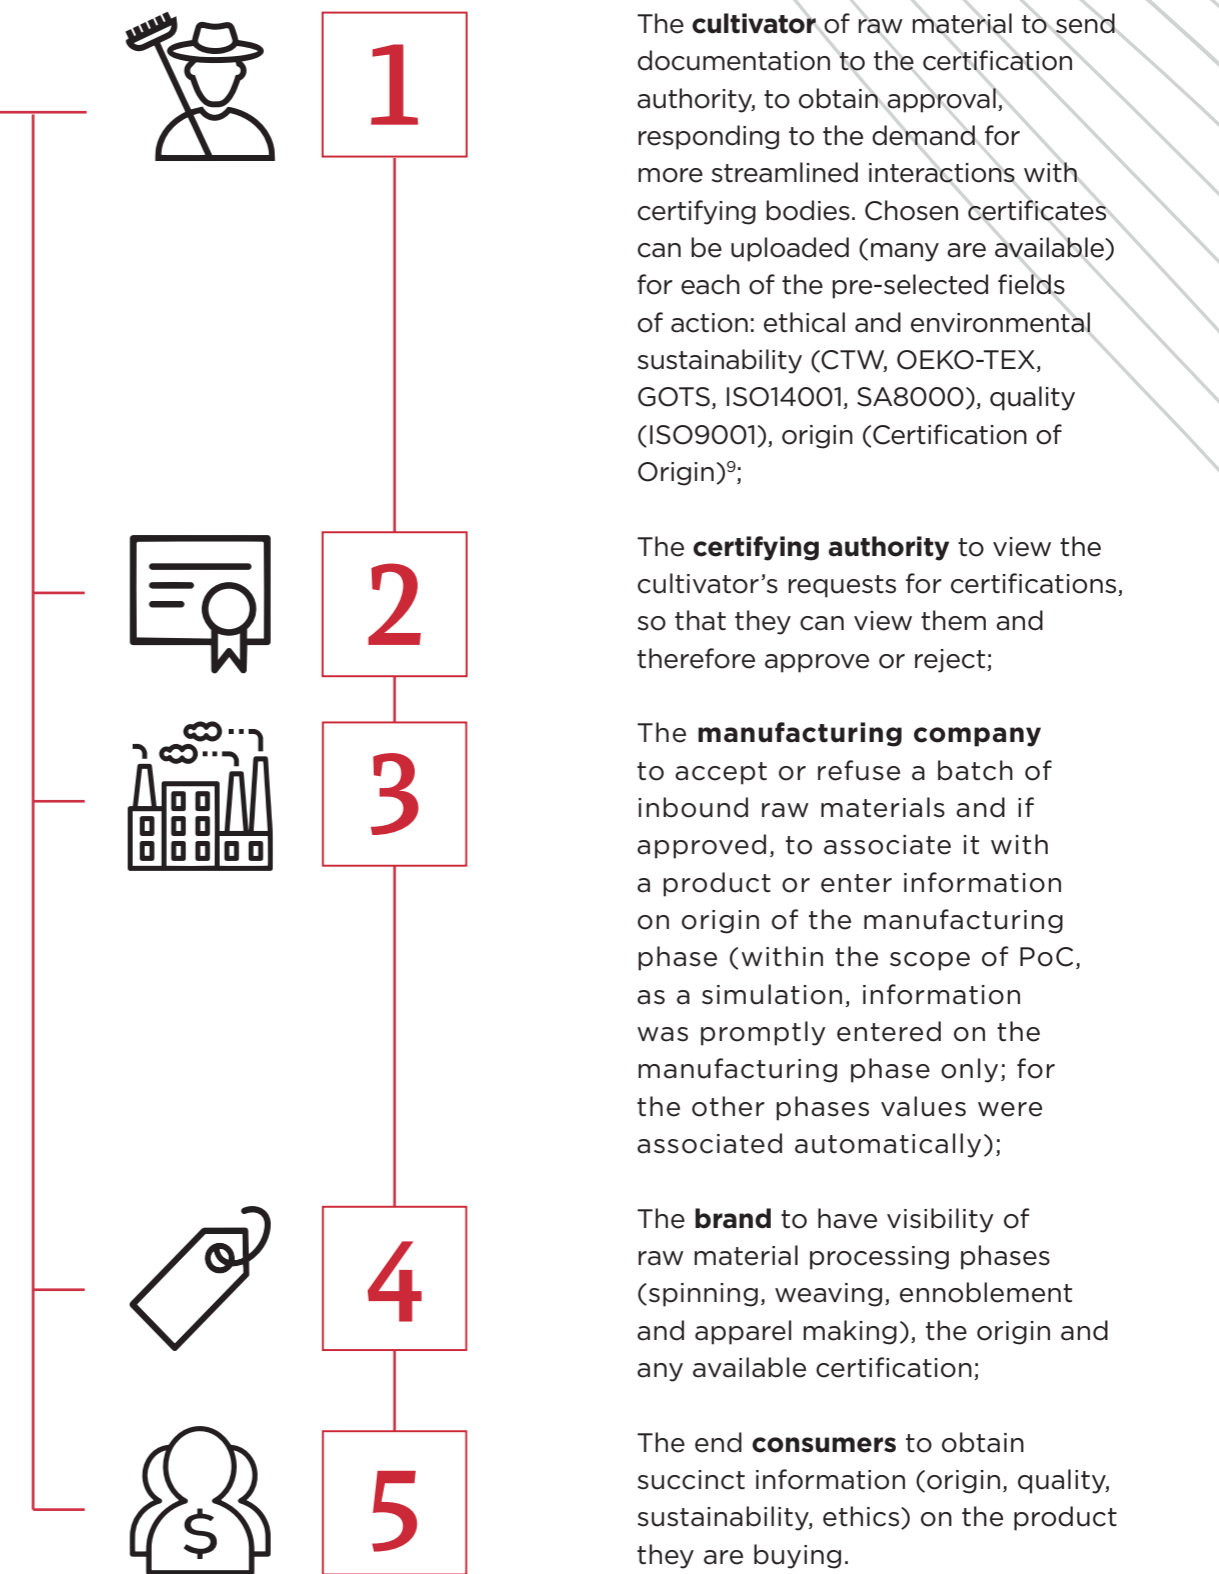 1
The cultivator of raw material to send
documentation to the certification
authority, to obtain approval,
responding to the demand for
more streamlined interactions with
certifying bodies. Chosen certificates
can be uploaded (many are available)
for each of the pre-selected fields
of action: ethical and environmental
sustainability (CTW, OEKO-TEX,
GOTS, ISO14001, SA8000), quality
(ISO9001), origin (Certification of
Origin)⁹;
2
The certifying authority to view the
cultivator’s requests for certifications,
so that they can view them and
therefore approve or reject;
3
The manufacturing company
to accept or refuse a batch of
inbound raw materials and if
approved, to associate it with
a product or enter information
on origin of the manufacturing
phase (within the scope of PoC,
as a simulation, information
was promptly entered on the
manufacturing phase only; for
the other phases values were
associated automatically);
4
The brand to have visibility of
raw material processing phases
(spinning, weaving, ennoblement
and apparel making), the origin and
any available certification;
$
5
The end consumers to obtain
succinct information (origin, quality,
sustainability, ethics) on the product
they are buying.